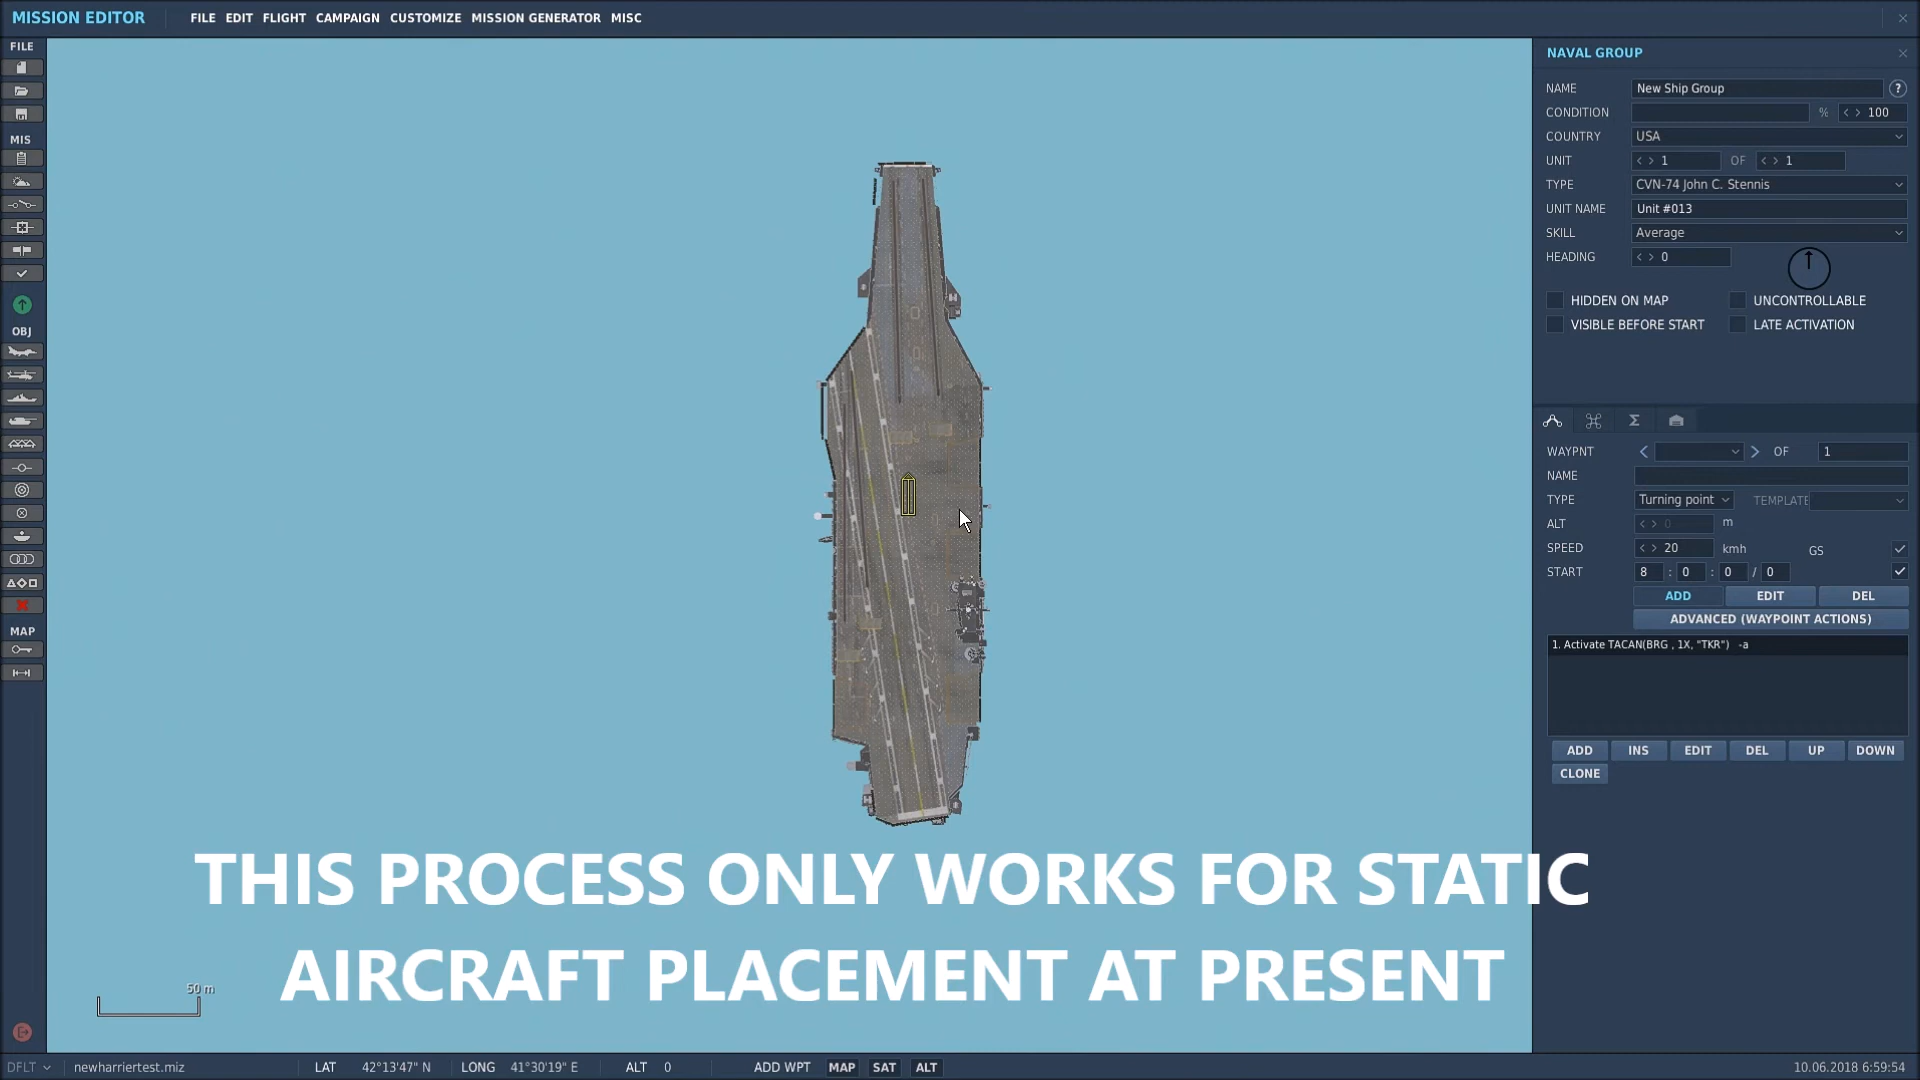 MISSION EDITOR
FILE EDIT FLIGHT CAMPAIGN CUSTOMIZE MISSION GENERATOR MISC
FILE
MIS
OBJ
MAP
NAVAL GROUP
NAME New Ship Group ?
CONDITION % < > 100
COUNTRY USA
UNIT < > 1 OF < > 1
TYPE CVN-74 John C. Stennis
UNIT NAME Unit #013
SKILL Average
HEADING < > 0
HIDDEN ON MAP UNCONTROLLABLE
VISIBLE BEFORE START LATE ACTIVATION
WAYPNT < > OF 1
NAME
TYPE Turning point TEMPLATE
ALT < > 0 m
SPEED < > 20 kmh GS
START 8 : 0 : 0 / 0
ADD EDIT DEL
ADVANCED (WAYPOINT ACTIONS)
1. Activate TACAN(BRG , 1X, "TKR") -a
ADD INS EDIT DEL UP DOWN
CLONE
THIS PROCESS ONLY WORKS FOR STATIC
AIRCRAFT PLACEMENT AT PRESENT
50 m
DFLT newharriertest.miz LAT 42°13'47" N LONG 41°30'19" E ALT 0 ADD WPT MAP SAT ALT 10.06.2018 6:59:54